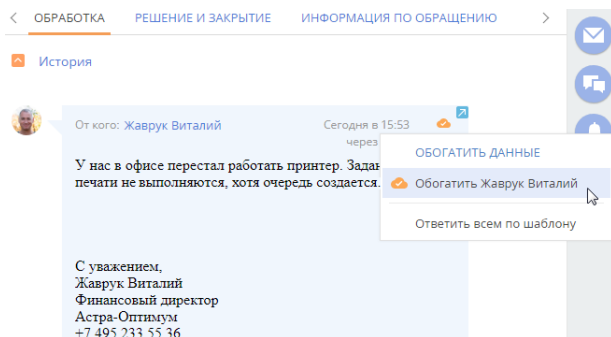 ОБРАБОТКА РЕШЕНИЕ И ЗАКРЫТИЕ ИНФОРМАЦИЯ ПО ОБРАЩЕНИЮ
История
От кого: Жаврук Виталий Сегодня в 15:53
через
ОБОГАТИТЬ ДАННЫЕ
Обогатить Жаврук Виталий
Ответить всем по шаблону
У нас в офисе перестал работать принтер. Задан
печати не выполняются, хотя очередь создается.
С уважением,
Жаврук Виталий
Финансовый директор
Астра-Оптимум
+7 495 233 55 36